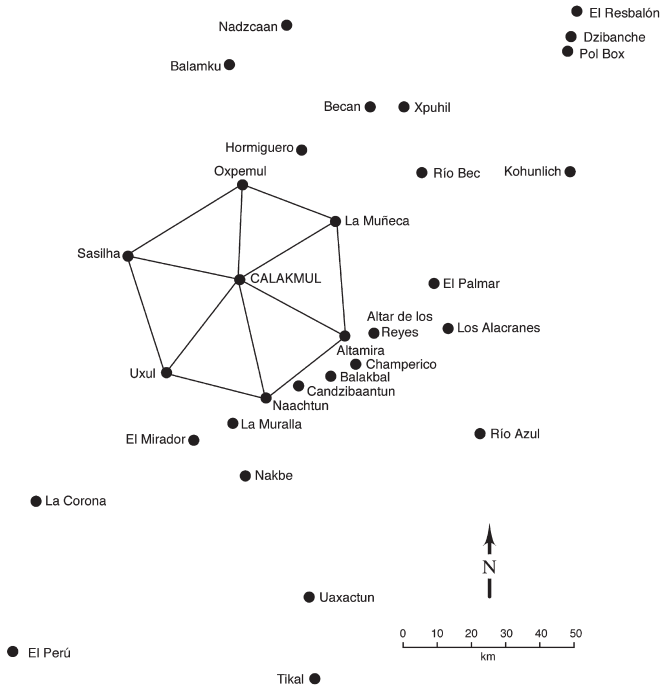 El Resbalón
Nadzcaan
Dzibanche
Pol Box
Balamku
Becan
Xpuhil
Hormiguero
Oxpemul
Río Bec
Kohunlich
La Muñeca
Sasilha
CALAKMUL
El Palmar
Altar de los
Reyes
Los Alacranes
Altamira
Champerico
Uxul
Balakbal
Candzibaantun
Naachtun
La Muralla
El Mirador
Río Azul
Nakbe
La Corona
N
Uaxactun
0 10 20 30 40 50
km
El Perú
Tikal